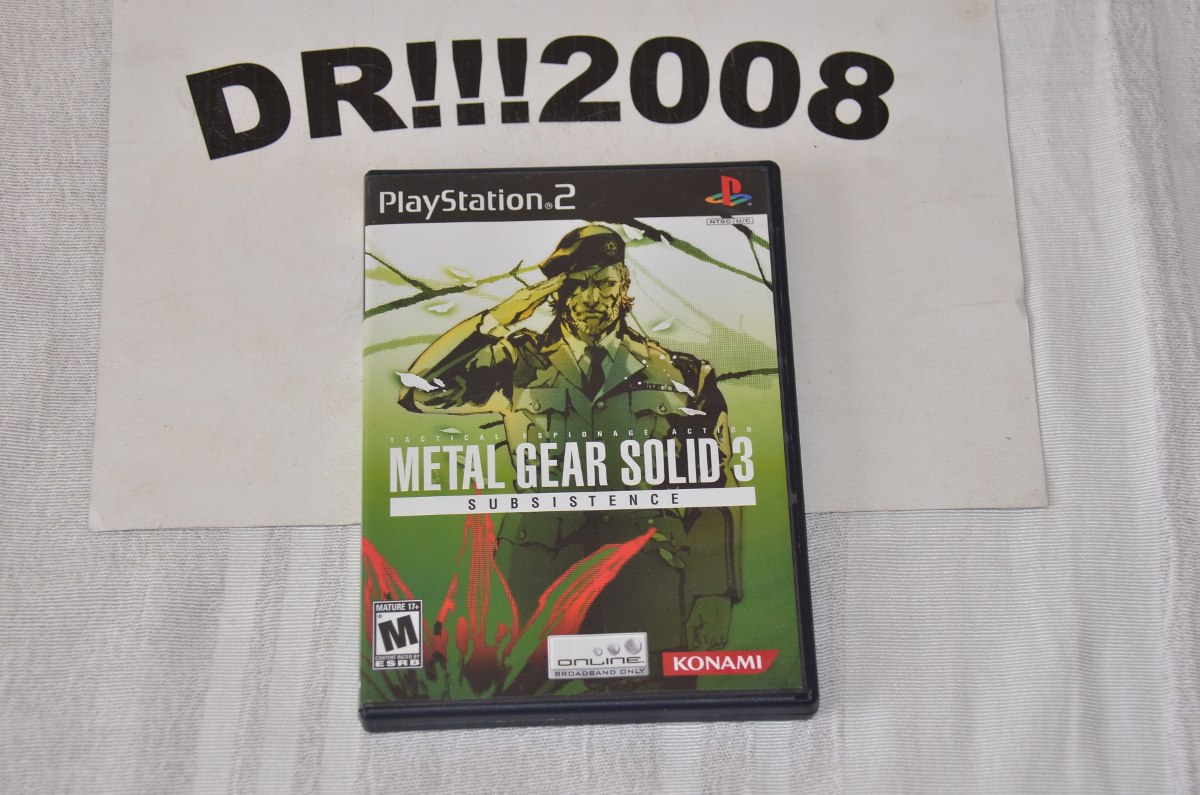 DR!!!2008
PlayStation®2
NTSC U/C
TACTICAL ESPIONAGE ACTION
METAL GEAR SOLID 3
SUBSISTENCE
MATURE 17+
M
CONTENT RATED BY
ESRB
ONLINE
BROADBAND ONLY
KONAMI